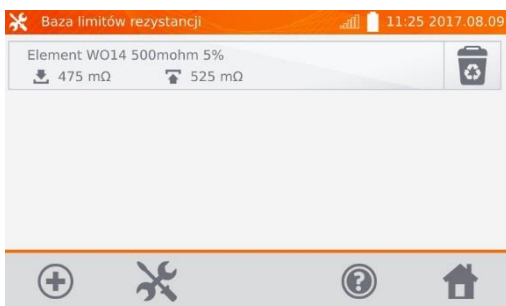 Baza limitów rezystancji 11:25 2017.08.09
Element WO14 500mohm 5%
475 mΩ 525 mΩ